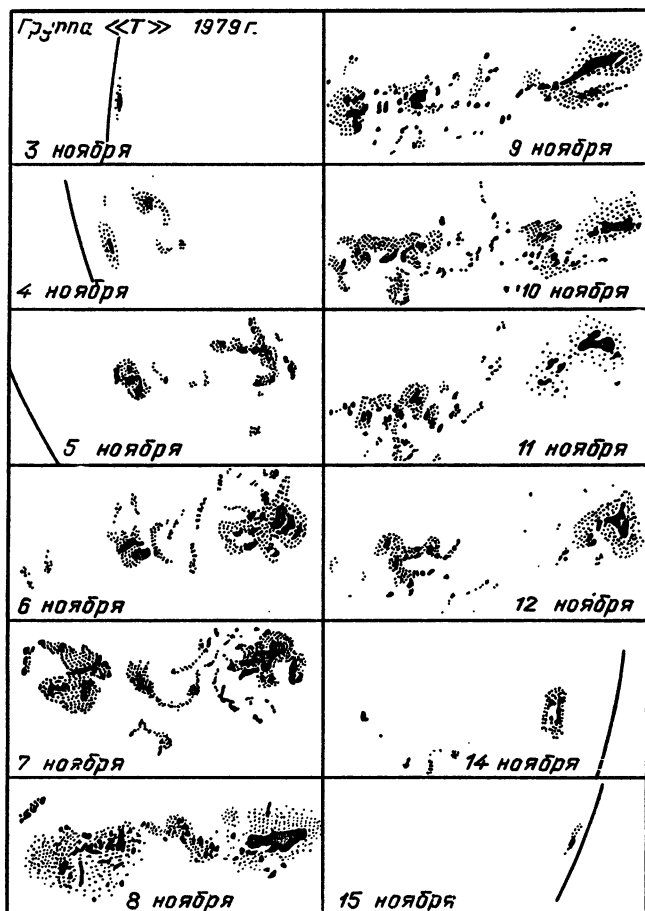 Группа «T» 1979 г.
3 ноября
4 ноября
5 ноября
6 ноября
7 ноября
8 ноября
9 ноября
10 ноября
11 ноября
12 ноября
14 ноября
15 ноября